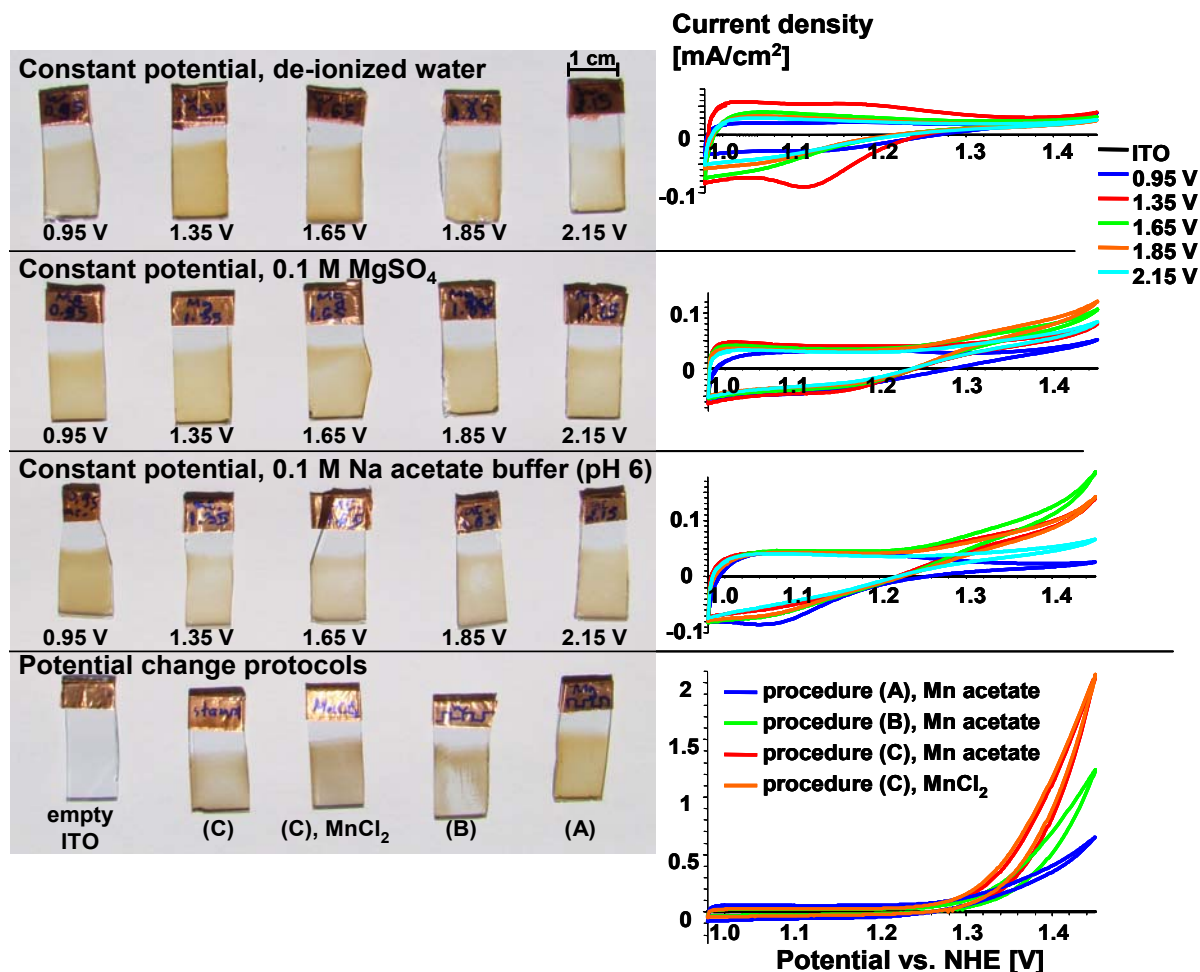 Current density
[mA/cm²]
Constant potential, de-ionized water
1 cm
0.95 V 1.35 V 1.65 V 1.85 V 2.15 V
0
-0.1
1.0 1.1 1.2 1.3 1.4
ITO
0.95 V
1.35 V
1.65 V
1.85 V
2.15 V
Constant potential, 0.1 M MgSO₄
0.95 V 1.35 V 1.65 V 1.85 V 2.15 V
0.1
0
1.0 1.1 1.2 1.3 1.4
Constant potential, 0.1 M Na acetate buffer (pH 6)
0.95 V 1.35 V 1.65 V 1.85 V 2.15 V
0.1
0
-0.1
1.0 1.1 1.2 1.3 1.4
Potential change protocols
empty
ITO
(C) (C), MnCl₂ (B) (A)
2
1.5
1
0.5
0
procedure (A), Mn acetate
procedure (B), Mn acetate
procedure (C), Mn acetate
procedure (C), MnCl₂
1.0 1.1 1.2 1.3 1.4
Potential vs. NHE [V]